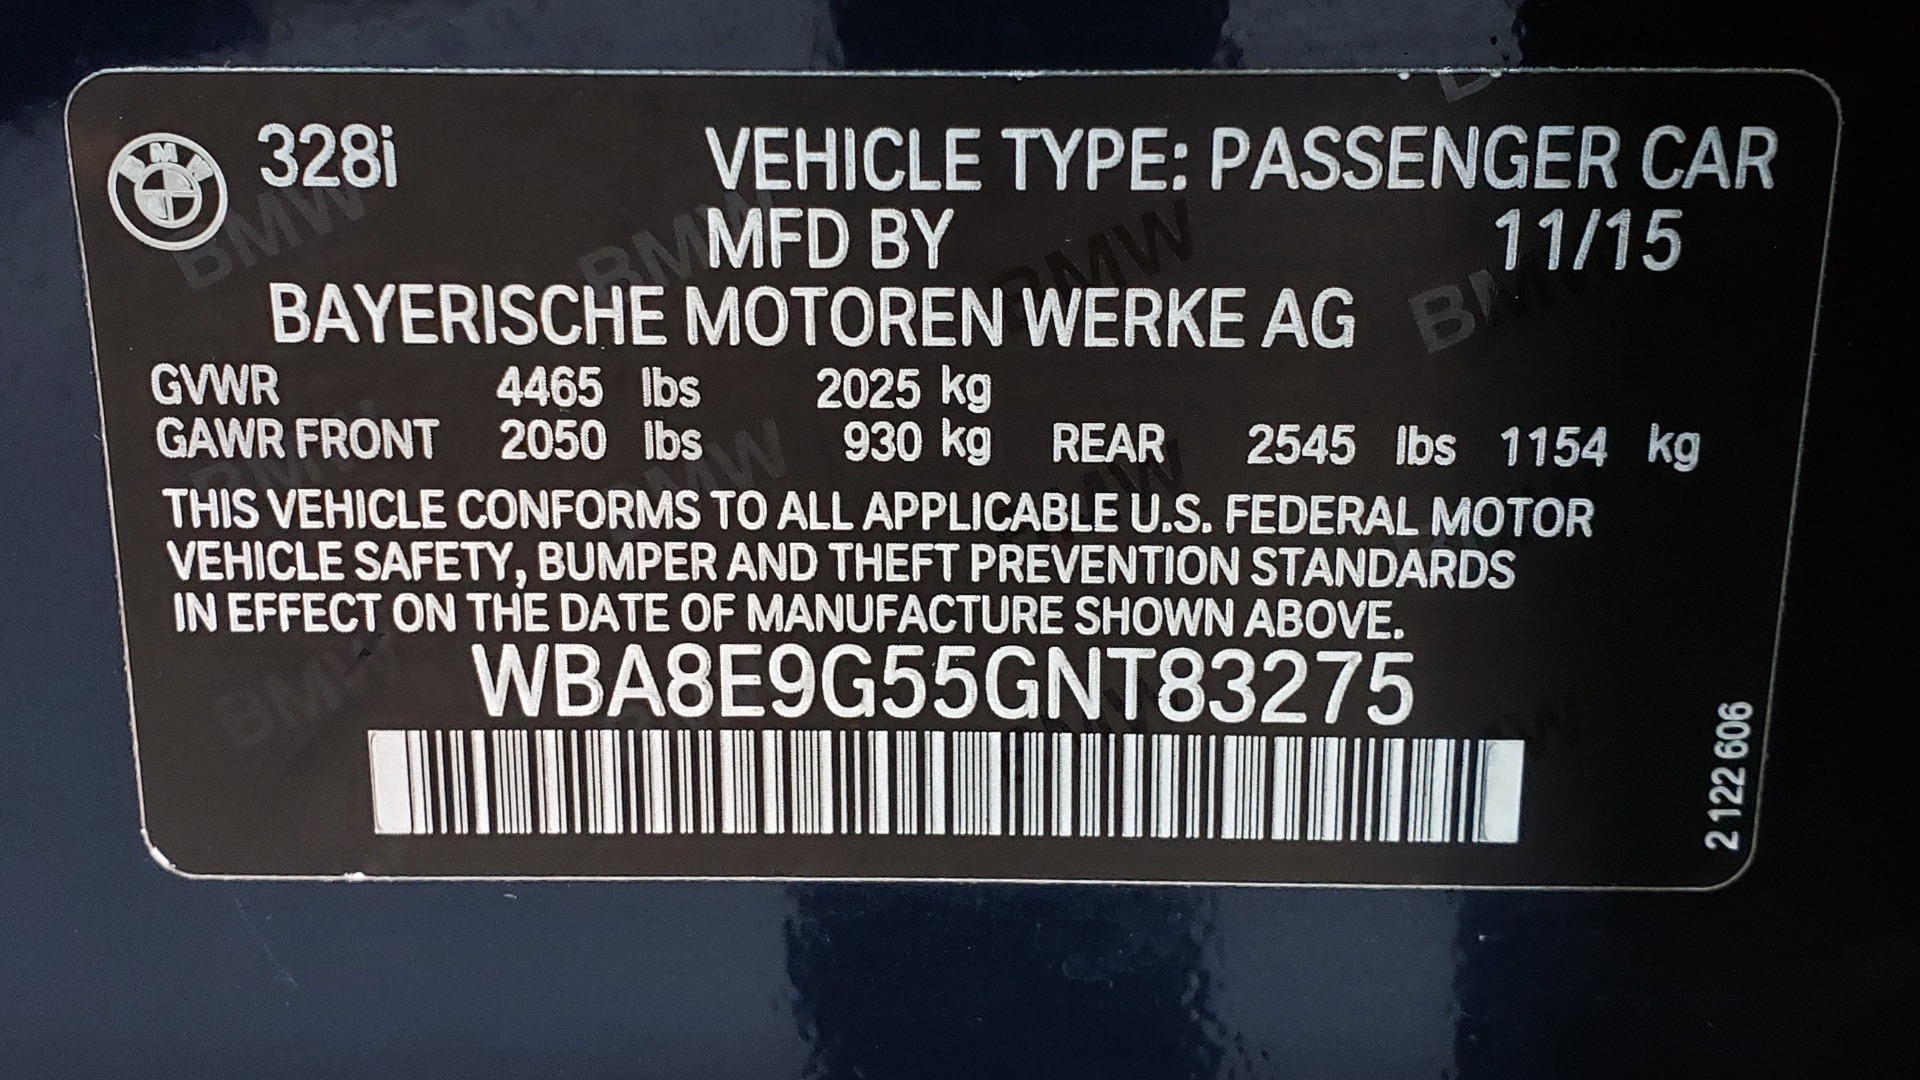 BMW 328i VEHICLE TYPE: PASSENGER CAR
MFD BY 11/15
BAYERISCHE MOTOREN WERKE AG
GVWR 4465 lbs 2025 kg
GAWR FRONT 2050 lbs 930 kg REAR 2545 lbs 1154 kg
THIS VEHICLE CONFORMS TO ALL APPLICABLE U.S. FEDERAL MOTOR
VEHICLE SAFETY, BUMPER AND THEFT PREVENTION STANDARDS
IN EFFECT ON THE DATE OF MANUFACTURE SHOWN ABOVE.
WBA8E9G55GNT83275
2 122 606